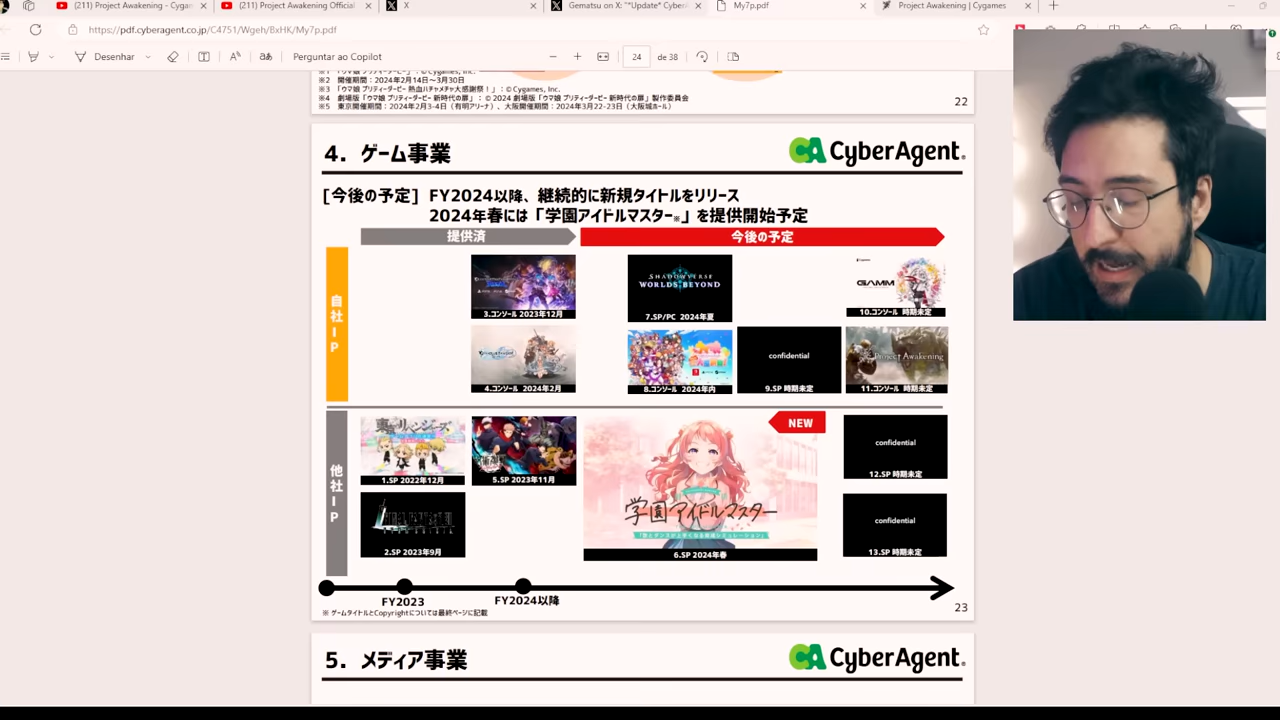 (211) Project Awakening - Cygan
(211) Project Awakening Official
X
Gematsu on X: "*Update* CyberA
My7p.pdf
Project Awakening | Cygames
https://pdf.cyberagent.co.jp/C4751/Wgeh/BxHK/My7p.pdf
Desenhar
Perguntar ao Copilot
24 de 38
※2 開催期間：2024年2月14日～3月30日
※3 「ウマ娘 プリティーダービー 熱血ハチャメチャ大感謝祭！」：© Cygames, Inc.
※4 劇場版「ウマ娘 プリティーダービー 新時代の扉」：© 2024 劇場版「ウマ娘 プリティーダービー 新時代の扉」製作委員会
※5 東京開催期間：2024年2月3-4日（有明アリーナ）、大阪開催期間：2024年3月22-23日（大阪城ホール）
22
4. ゲーム事業
CyberAgent.
[今後の予定] FY2024以降、継続的に新規タイトルをリリース
2024年春には「学園アイドルマスター※」を提供開始予定
提供済
今後の予定
自社IP
3.コンソール 2023年12月
SHADOWVERSE
WORLDS BEYOND
7.SP/PC 2024年夏
GAMM
10.コンソール 時期未定
4.コンソール 2024年2月
8.コンソール 2024年内
confidential
9.SP 時期未定
Project Awakening
11.コンソール 時期未定
他社IP
1.SP 2022年12月
5.SP 2023年11月
NEW
学園アイドルマスター
6.SP 2024年春
confidential
12.SP 時期未定
2.SP 2023年9月
confidential
13.SP 時期未定
FY2023
FY2024以降
※ ゲームタイトルとCopyrightについては最終ページに記載
23
5. メディア事業
CyberAgent.